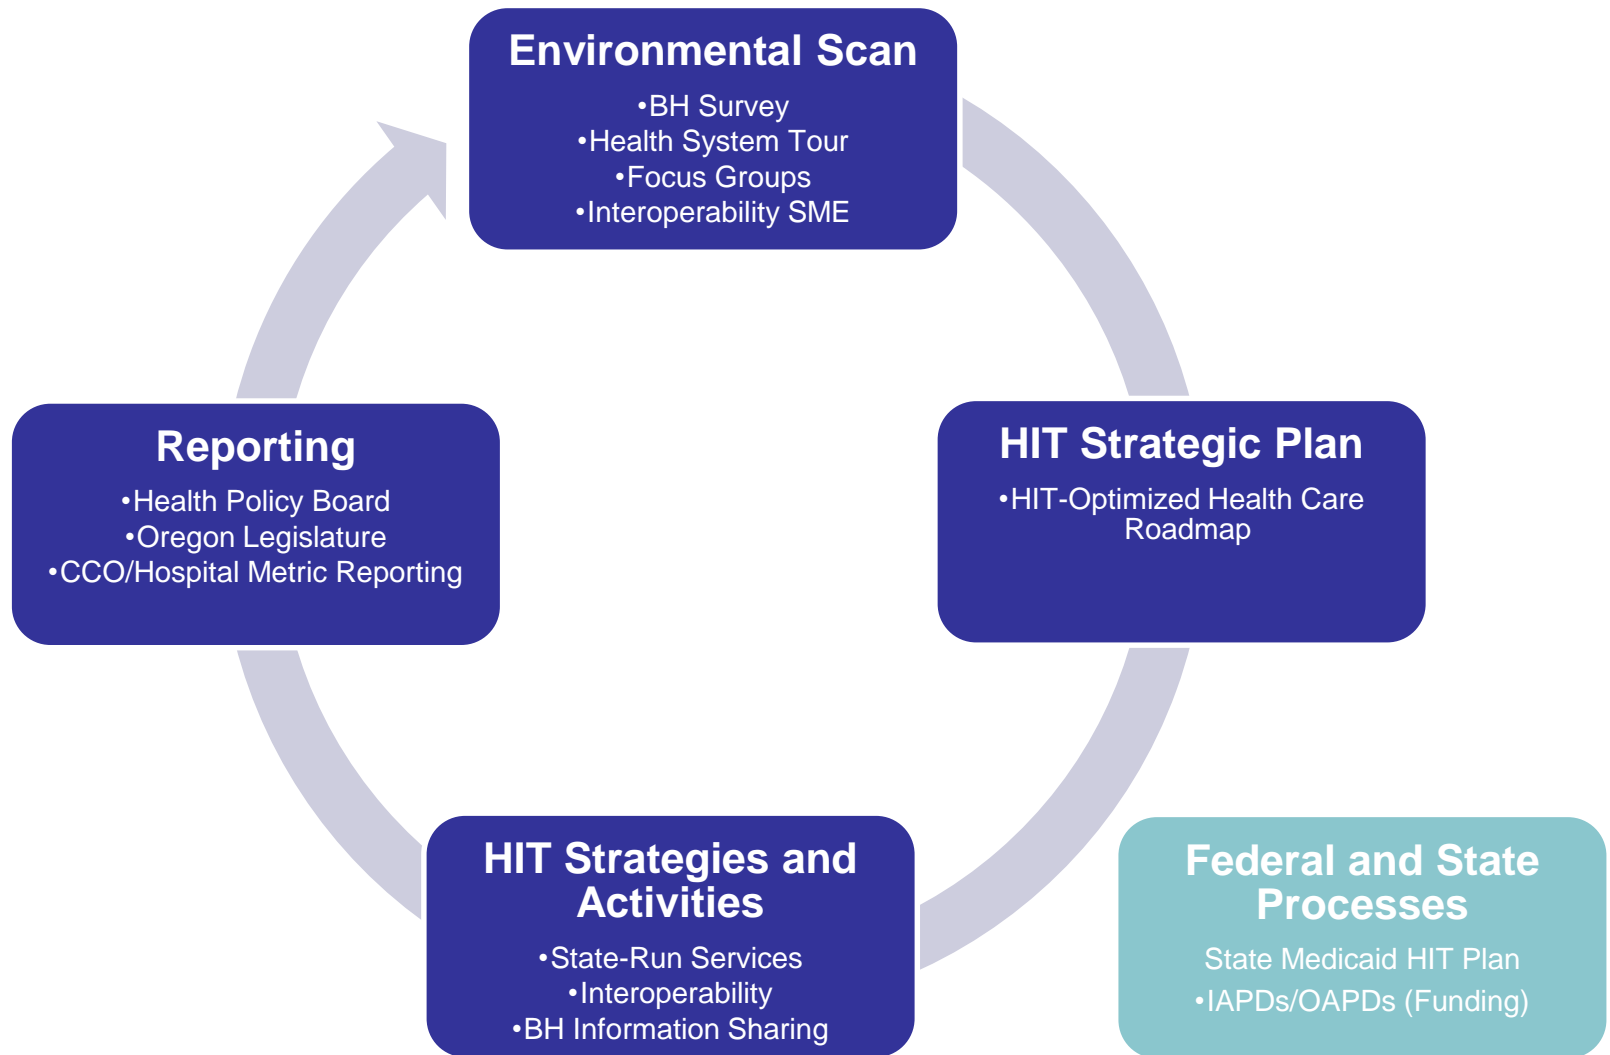 Environmental Scan
•BH Survey
•Health System Tour
•Focus Groups
•Interoperability SME
HIT Strategic Plan
•HIT-Optimized Health Care
Roadmap
Reporting
•Health Policy Board
•Oregon Legislature
•CCO/Hospital Metric Reporting
HIT Strategies and
Activities
•State-Run Services
•Interoperability
•BH Information Sharing
Federal and State
Processes
State Medicaid HIT Plan
•IAPDs/OAPDs (Funding)